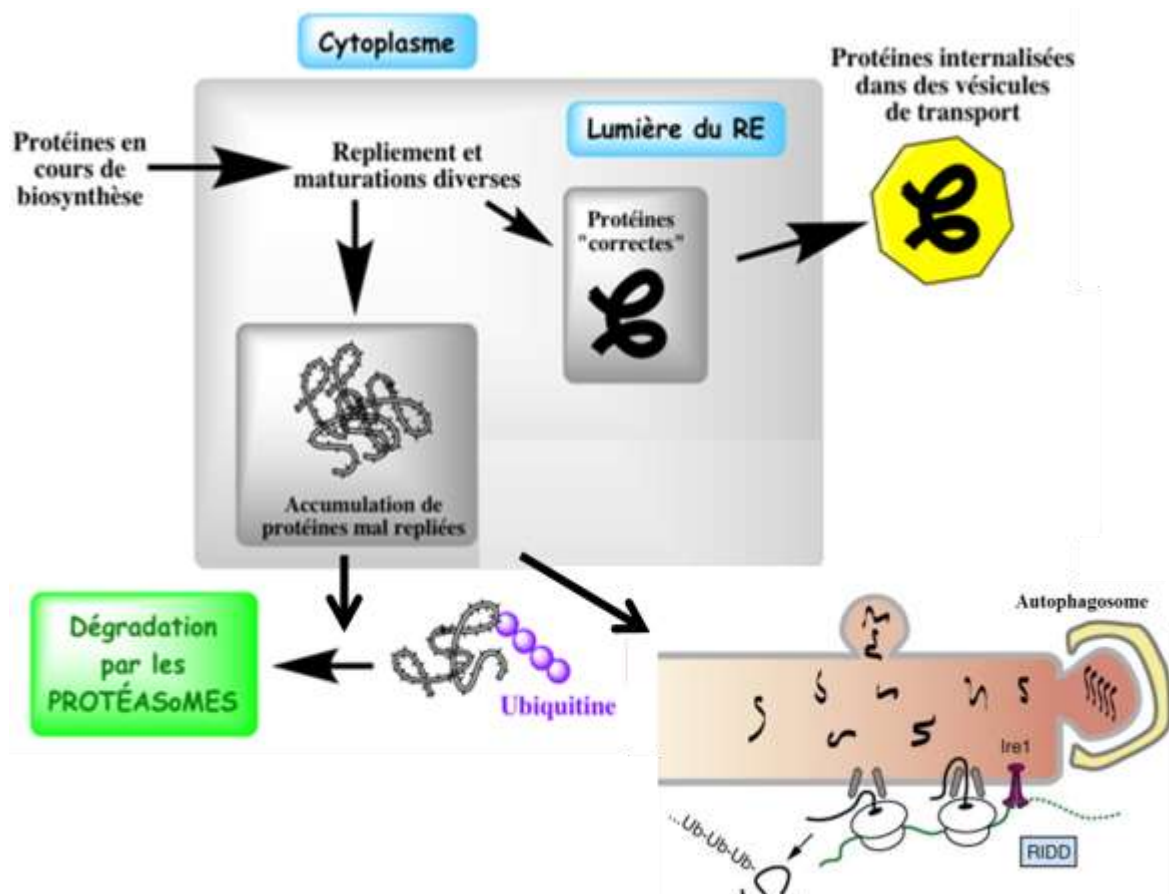 Cytoplasme
Protéines internalisées
dans des vésicules
de transport
Lumière du RE
Protéines en
cours de
biosynthèse
Repliement et
maturations diverses
Protéines
"correctes"
Accumulation de
protéines mal repliées
Dégradation
par les
PROTÉASoMES
Ubiquitine
Autophagosome
Ire1
...Ub-Ub-Ub-
RIDD